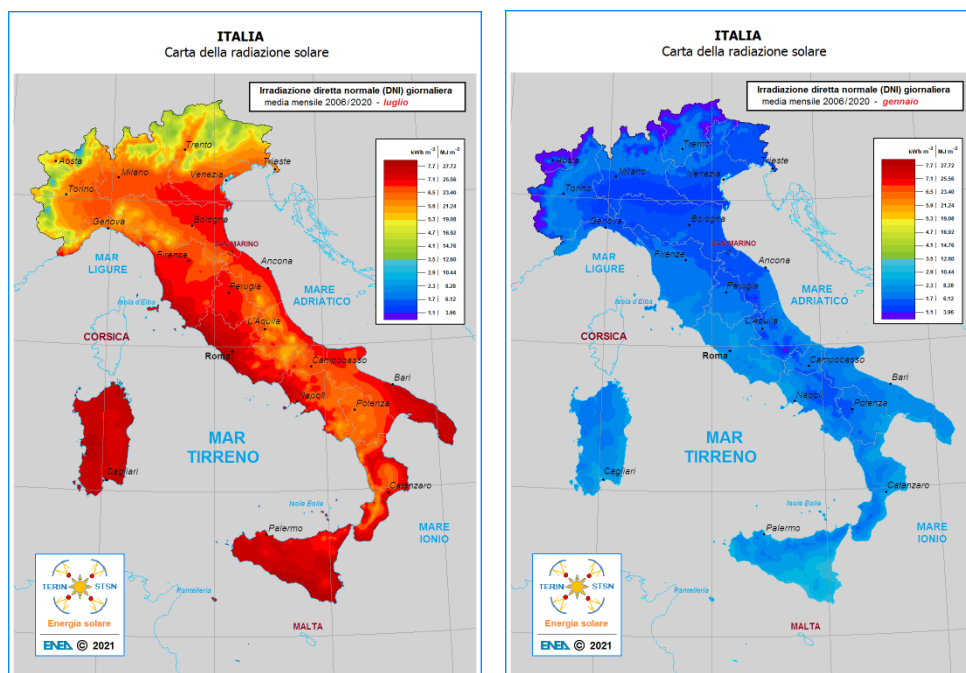 ITALIA
Carta della radiazione solare
Irradiazione diretta normale (DNI) giornaliera
media mensile 2006/2020 - luglio
kWh m⁻² MJ m⁻²
7.7 27.72
7.1 25.56
6.5 23.40
5.9 21.24
5.3 19.08
4.7 16.92
4.1 14.76
3.5 12.60
2.9 10.44
2.3 8.28
1.7 6.12
1.1 3.96
Trento
Aosta
Trieste
Milano
Venezia
Torino
Genova
Bologna
SAN MARINO
MAR
LIGURE
Firenze
Ancona
Perugia
MARE
ADRIATICO
Isola d'Elba
L'Aquila
CORSICA
Roma
Campobasso
Bari
Napoli
Potenza
MAR
TIRRENO
Cagliari
Catanzaro
Isole Eolie
Palermo
MARE
IONIO
TERIN STSN
Pantelleria
Energia solare
MALTA
ENEA © 2021
ITALIA
Carta della radiazione solare
Irradiazione diretta normale (DNI) giornaliera
media mensile 2006/2020 - gennaio
kWh m⁻² MJ m⁻²
7.7 27.72
7.1 25.56
6.5 23.40
5.9 21.24
5.3 19.08
4.7 16.92
4.1 14.76
3.5 12.60
2.9 10.44
2.3 8.28
1.7 6.12
1.1 3.96
Trento
Aosta
Trieste
Milano
Venezia
Torino
Genova
Bologna
SAN MARINO
MAR
LIGURE
Firenze
Ancona
Perugia
MARE
ADRIATICO
Isola d'Elba
L'Aquila
CORSICA
Roma
Campobasso
Bari
Napoli
Potenza
MAR
TIRRENO
Cagliari
Catanzaro
Isole Eolie
Palermo
MARE
IONIO
TERIN STSN
Pantelleria
Energia solare
MALTA
ENEA © 2021